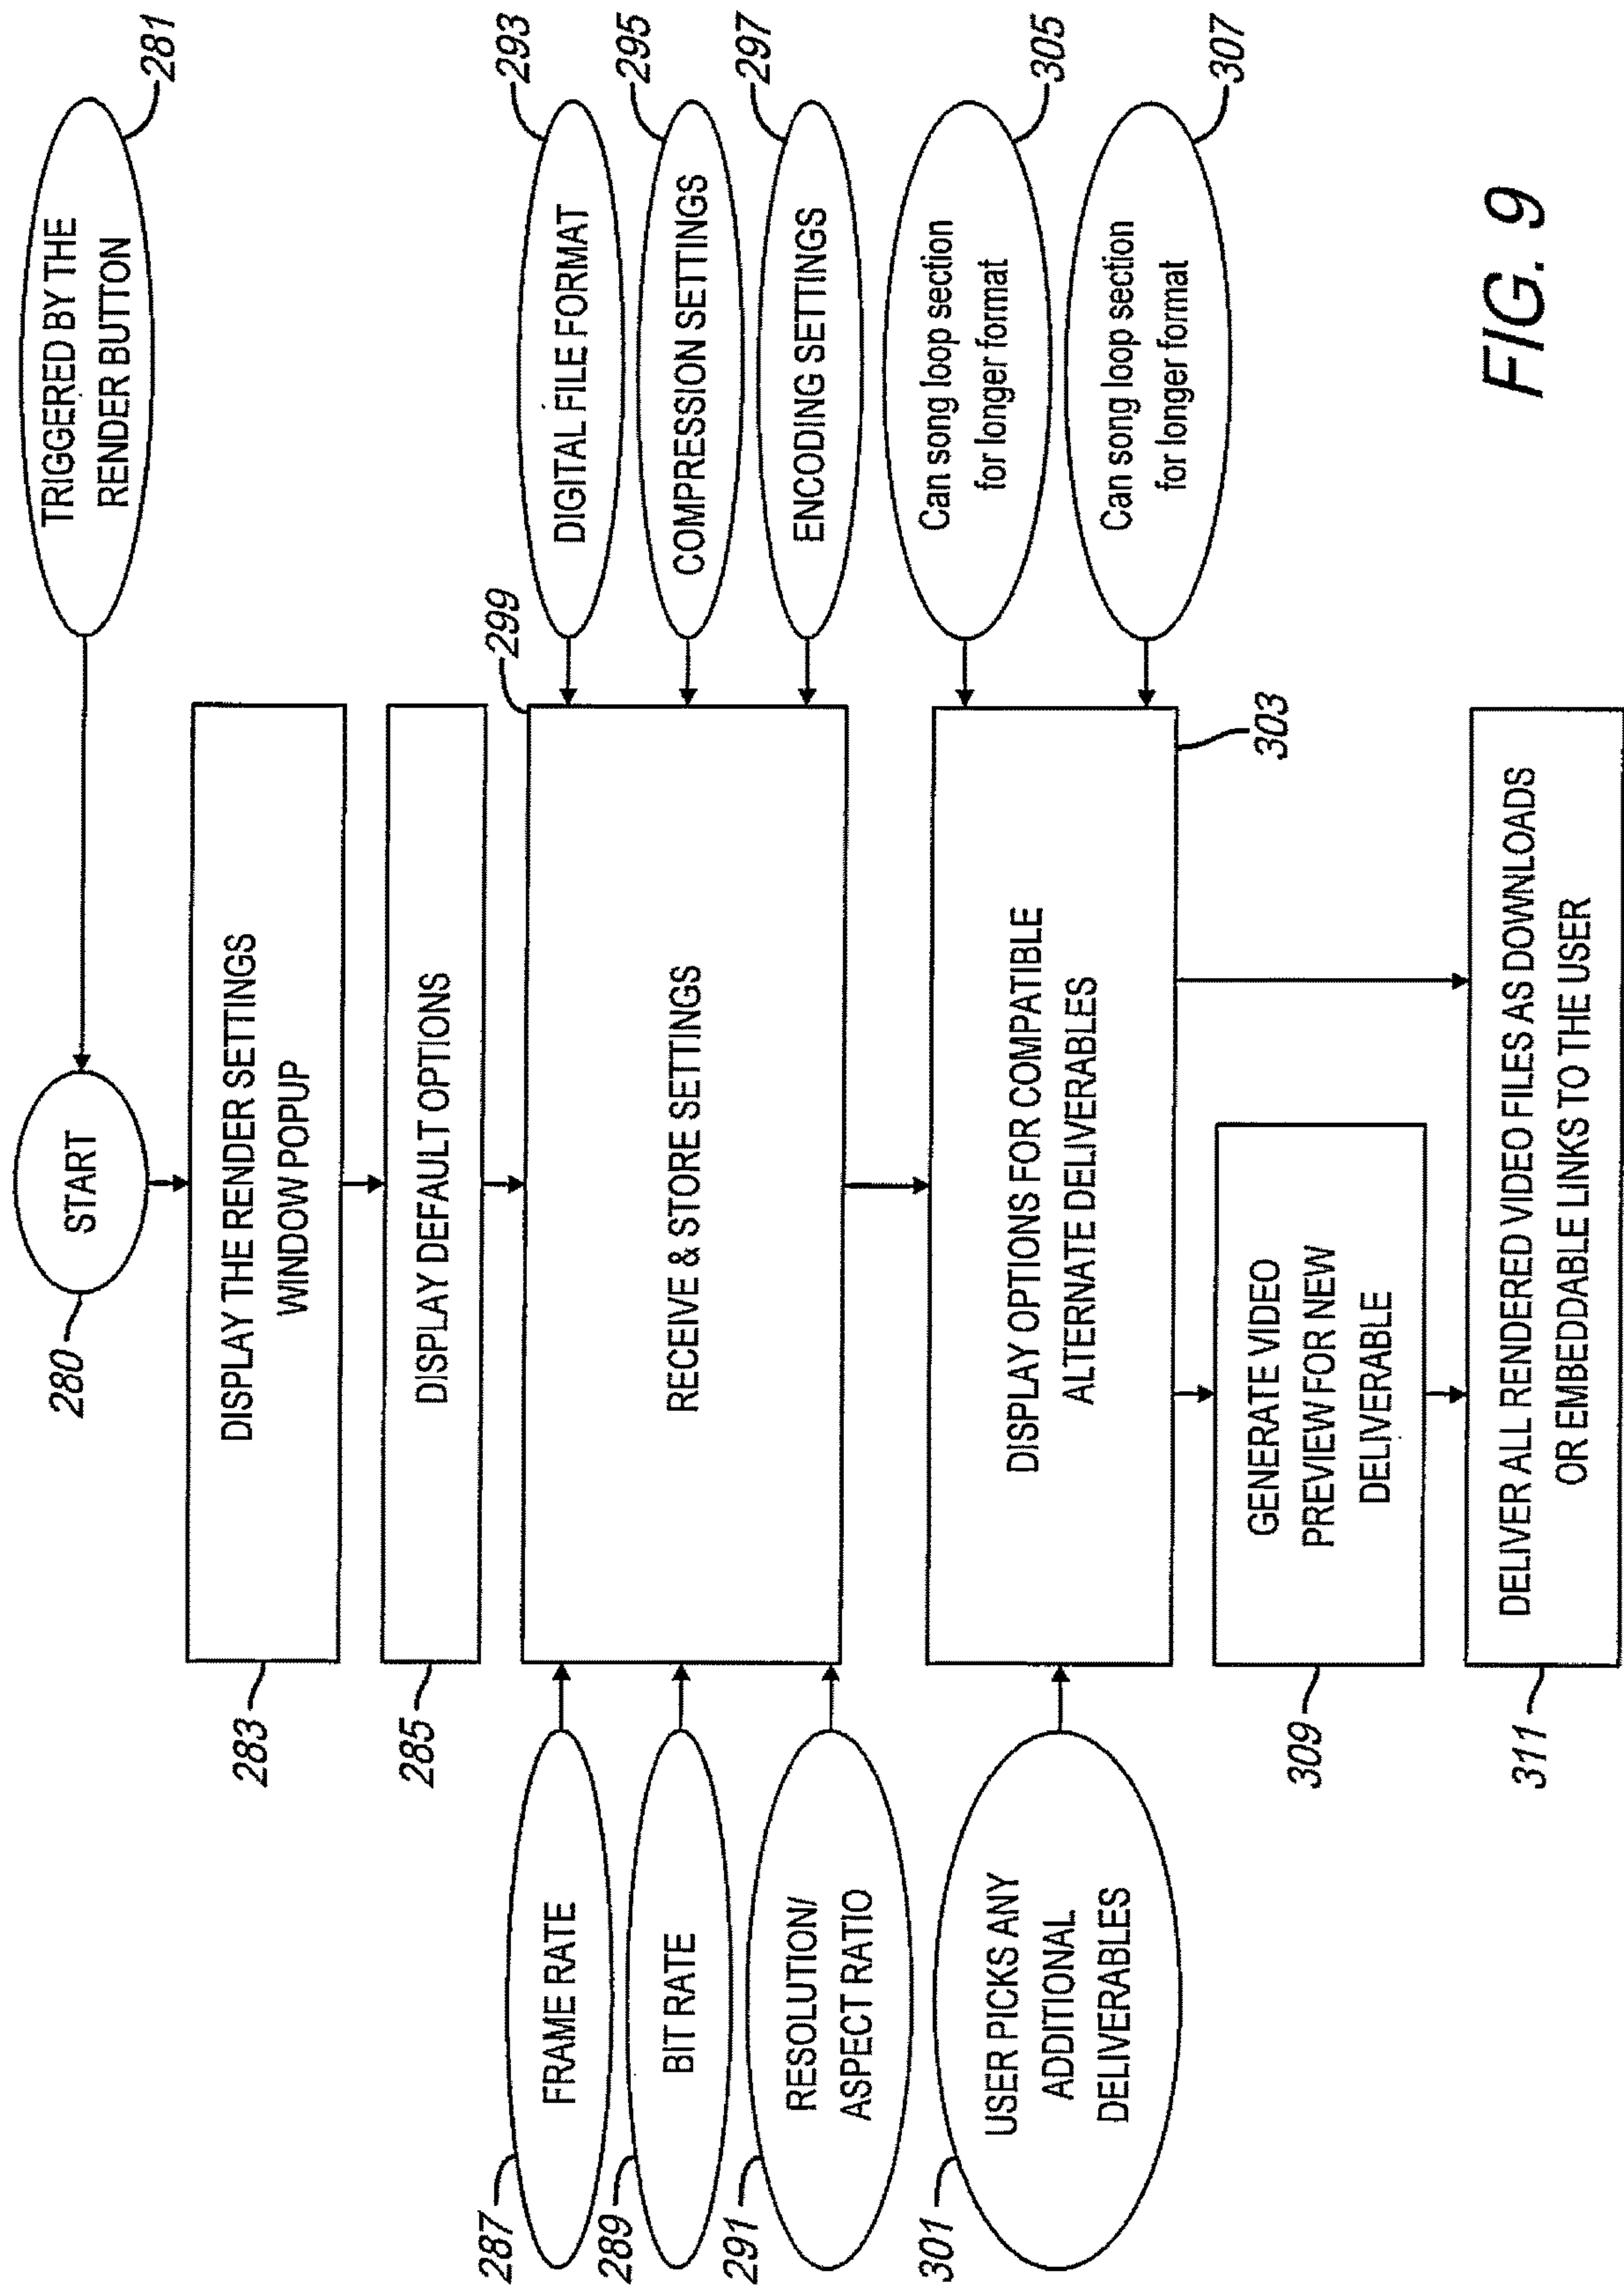 TRIGGERED BY THE
RENDER BUTTON
281
START
280
DISPLAY THE RENDER SETTINGS
WINDOW POPUP
283
DISPLAY DEFAULT OPTIONS
285
FRAME RATE
287
BIT RATE
289
RESOLUTION/
ASPECT RATIO
291
RECEIVE & STORE SETTINGS
299
DIGITAL FILE FORMAT
293
COMPRESSION SETTINGS
295
ENCODING SETTINGS
297
USER PICKS ANY
ADDITIONAL
DELIVERABLES
301
DISPLAY OPTIONS FOR COMPATIBLE
ALTERNATE DELIVERABLES
303
Can song loop section
for longer format
305
Can song loop section
for longer format
307
GENERATE VIDEO
PREVIEW FOR NEW
DELIVERABLE
309
DELIVER ALL RENDERED VIDEO FILES AS DOWNLOADS
OR EMBEDDABLE LINKS TO THE USER
311
FIG. 9